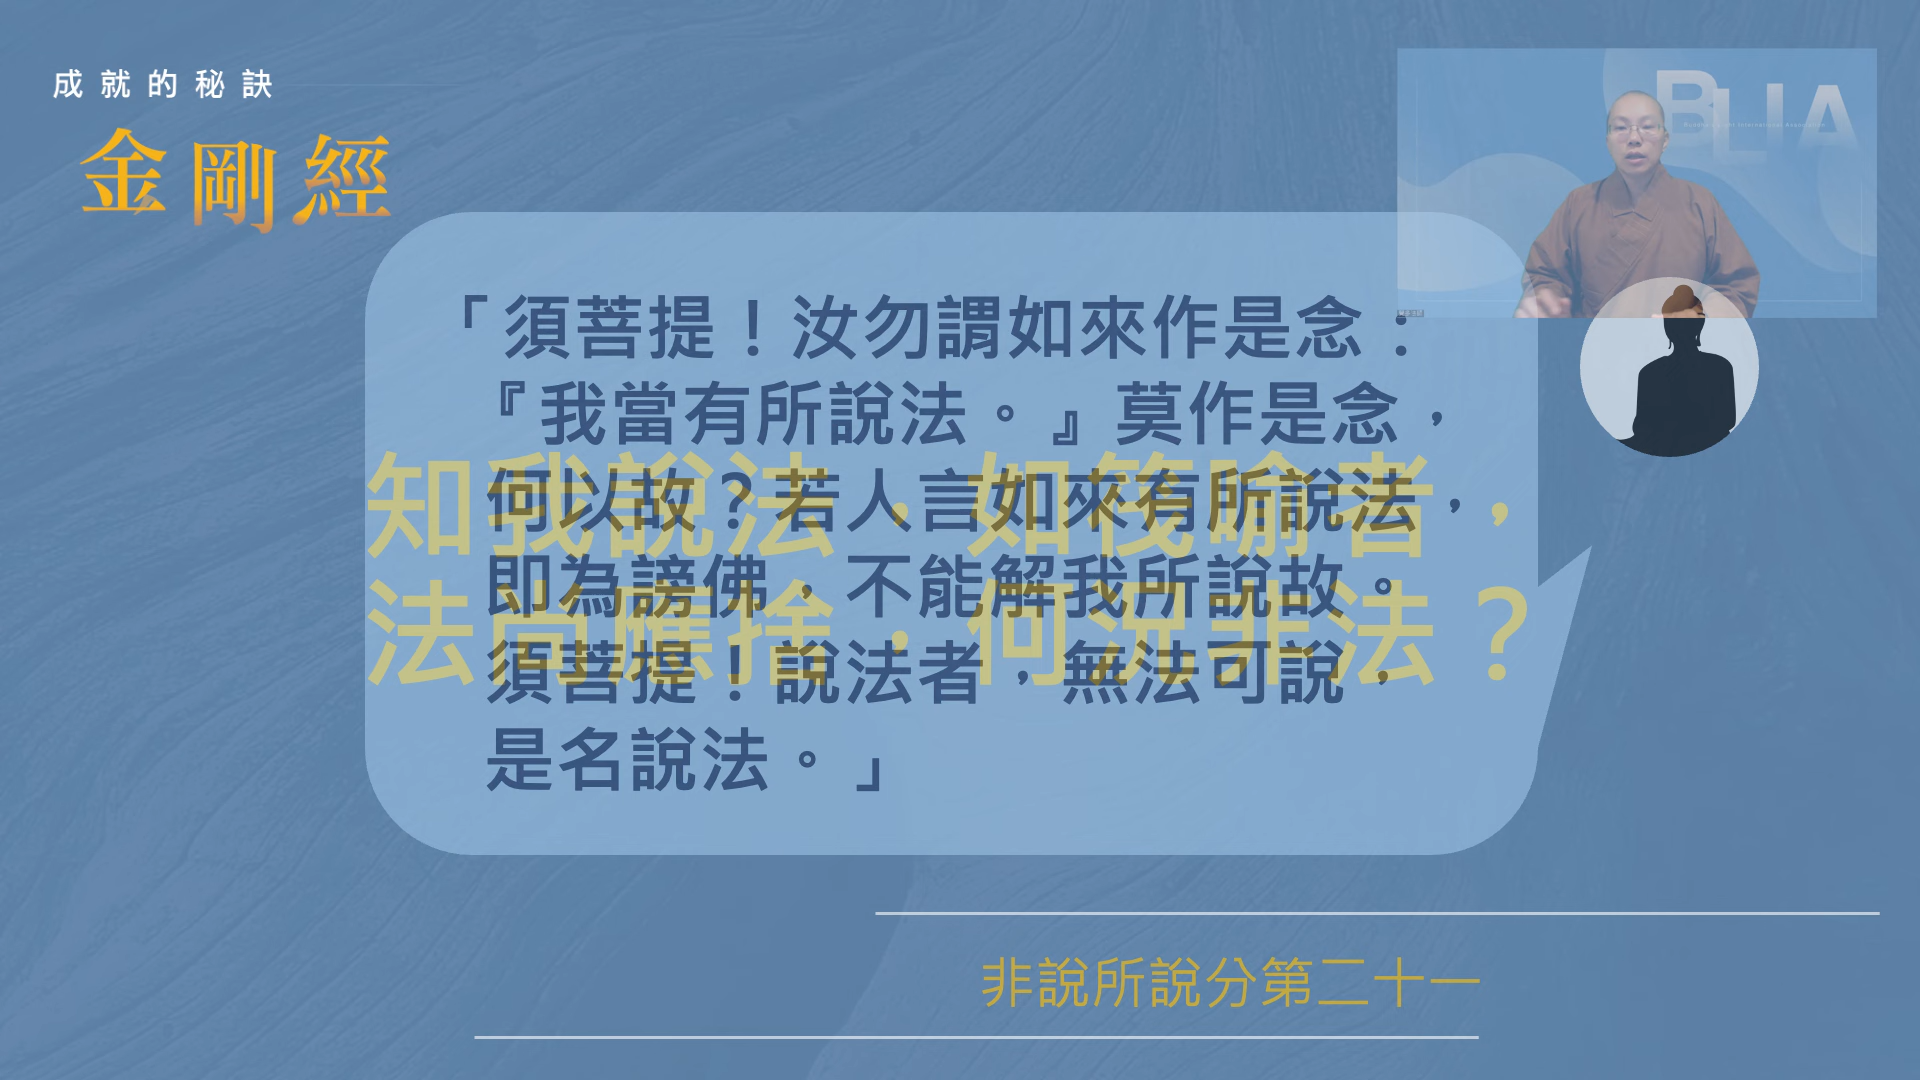 成就的秘訣
金剛經
BLIA
「須菩提！汝勿謂如來作是念：
『我當有所說法。』莫作是念，
何以故？若人言如來有所說法，
即為謗佛，不能解我所說故。
須菩提！說法者，無法可說，
是名說法。」
知我說法，如筏喻者，
法尚應捨，何況非法？
非說所說分第二十一